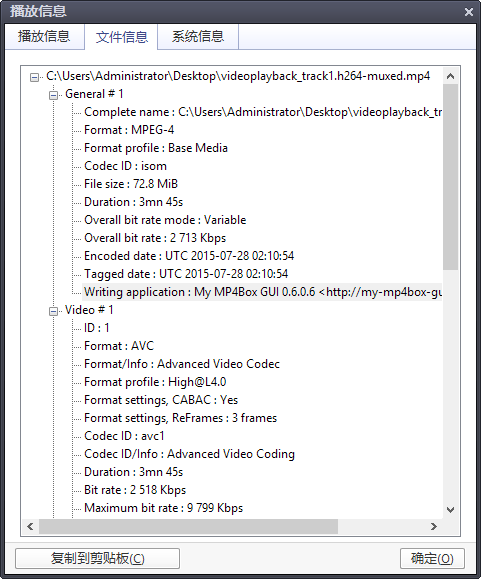 播放信息
播放信息 文件信息 系统信息
C:\Users\Administrator\Desktop\videoplayback_track1.h264-muxed.mp4
General # 1
Complete name : C:\Users\Administrator\Desktop\videoplayback_tr
Format : MPEG-4
Format profile : Base Media
Codec ID : isom
File size : 72.8 MiB
Duration : 3mn 45s
Overall bit rate mode : Variable
Overall bit rate : 2 713 Kbps
Encoded date : UTC 2015-07-28 02:10:54
Tagged date : UTC 2015-07-28 02:10:54
Writing application : My MP4Box GUI 0.6.0.6 <http://my-mp4box-gu
Video # 1
ID : 1
Format : AVC
Format/Info : Advanced Video Codec
Format profile : High@L4.0
Format settings, CABAC : Yes
Format settings, ReFrames : 3 frames
Codec ID : avc1
Codec ID/Info : Advanced Video Coding
Duration : 3mn 45s
Bit rate : 2 518 Kbps
Maximum bit rate : 9 799 Kbps
复制到剪贴板(C) 确定(O)